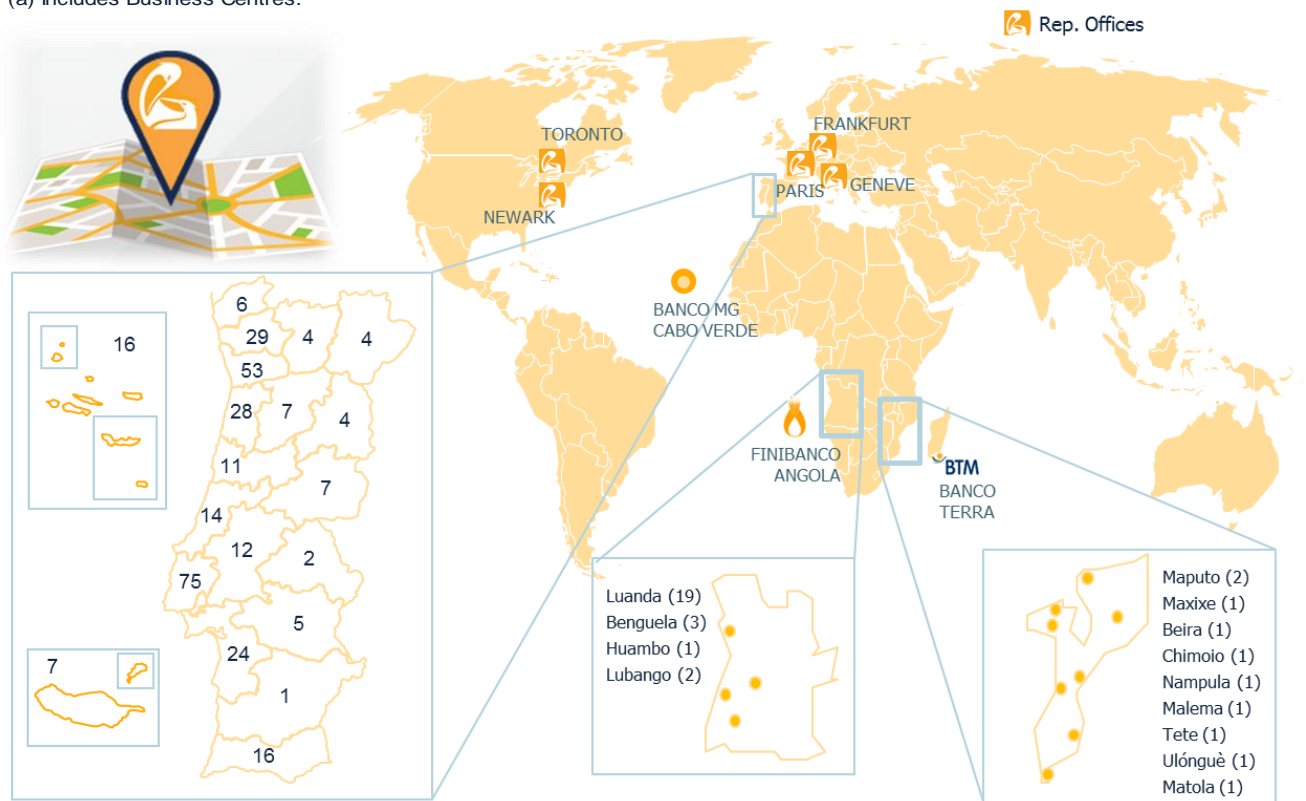 (a) Includes Business Centres.
Rep. Offices
TORONTO
FRANKFURT
PARIS
GENEVE
NEWARK
BANCO MG
CABO VERDE
FINIBANCO
ANGOLA
BTM
BANCO
TERRA
16
6
29
4
4
53
28
7
4
11
7
14
12
2
75
5
24
7
1
16
Luanda (19)
Benguela (3)
Huambo (1)
Lubango (2)
Maputo (2)
Maxixe (1)
Beira (1)
Chimoio (1)
Nampula (1)
Malema (1)
Tete (1)
Ulónguè (1)
Matola (1)